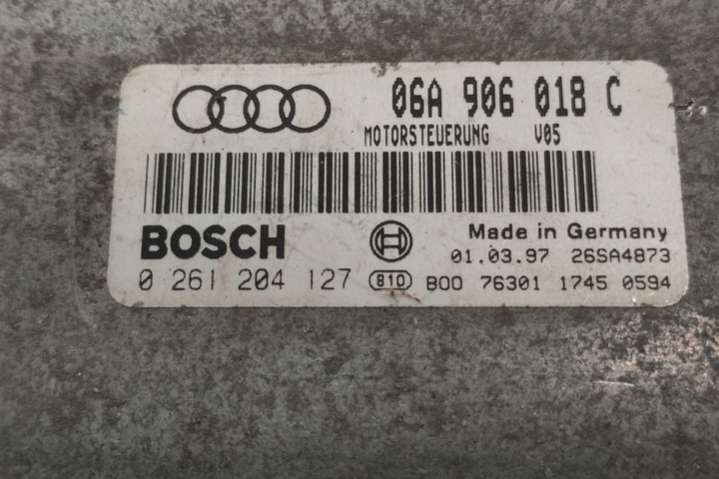 06A 906 018 C
MOTORSTEUERUNG V05
BOSCH
Made in Germany
01.03.97 26SA4873
0 261 204 127 810 B00 76301 1745 0594